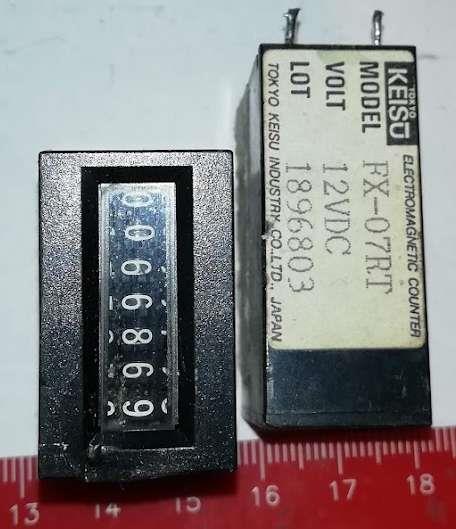 TOKYO
KEISU ELECTROMAGNETIC COUNTER
MODEL FX-07RT
VOLT 12VDC
LOT 1896803
TOKYO KEISU INDUSTRY CO.,LTD., JAPAN
13 14 15 16 17 18